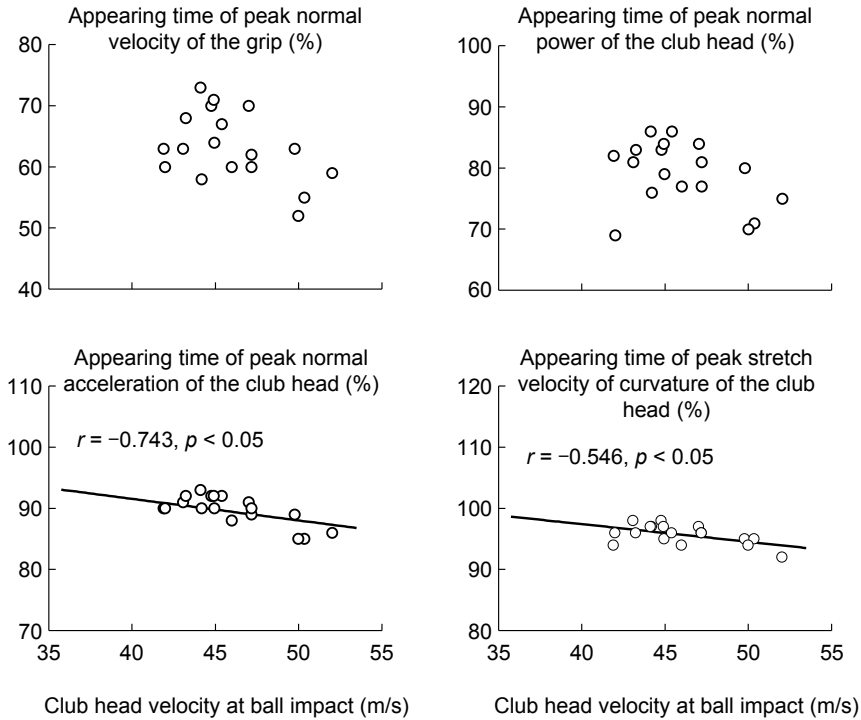 Appearing time of peak normal
velocity of the grip (%)
80
70
60
50
40
Appearing time of peak normal
power of the club head (%)
100
90
80
70
60
Appearing time of peak normal
acceleration of the club head (%)
110
100
90
80
70
r = −0.743, p < 0.05
35 40 45 50 55
Club head velocity at ball impact (m/s)
Appearing time of peak stretch
velocity of curvature of the club
head (%)
120
110
100
90
80
r = −0.546, p < 0.05
35 40 45 50 55
Club head velocity at ball impact (m/s)